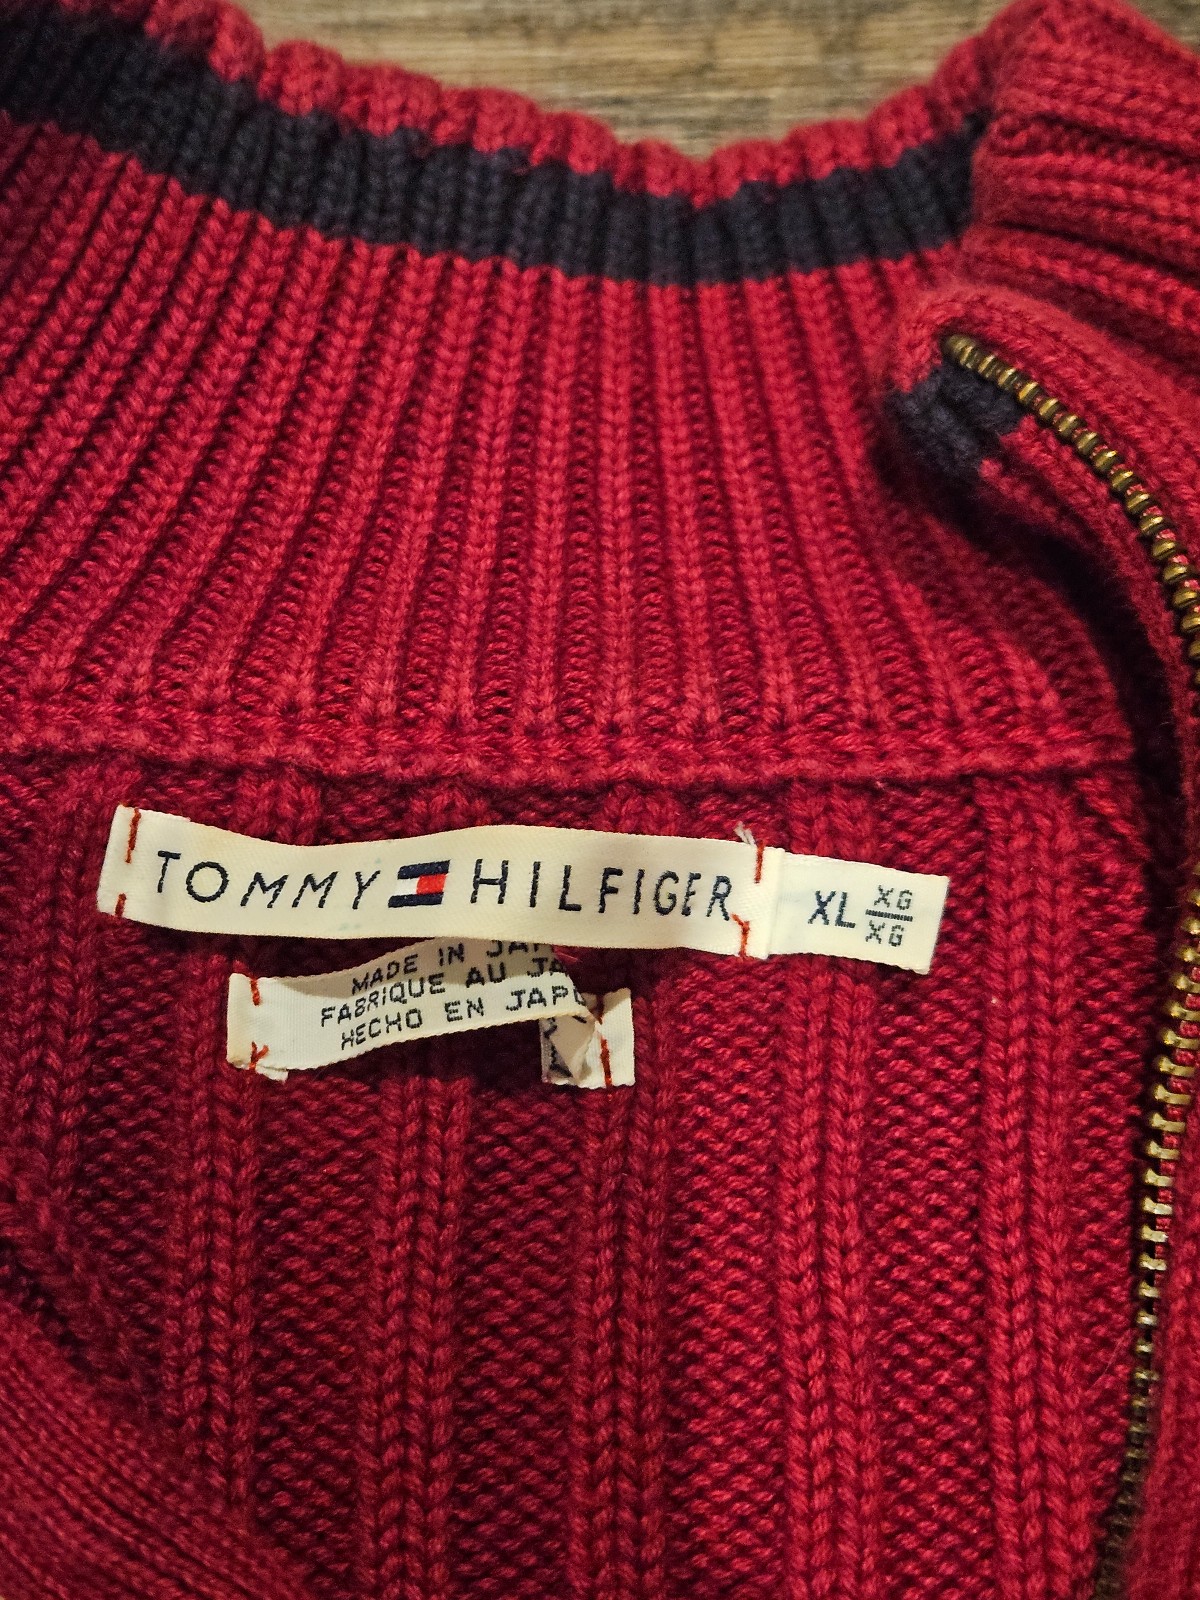 TOMMY HILFIGER
XL XG
XG
MADE IN
FABRIQUE AU
HECHO EN